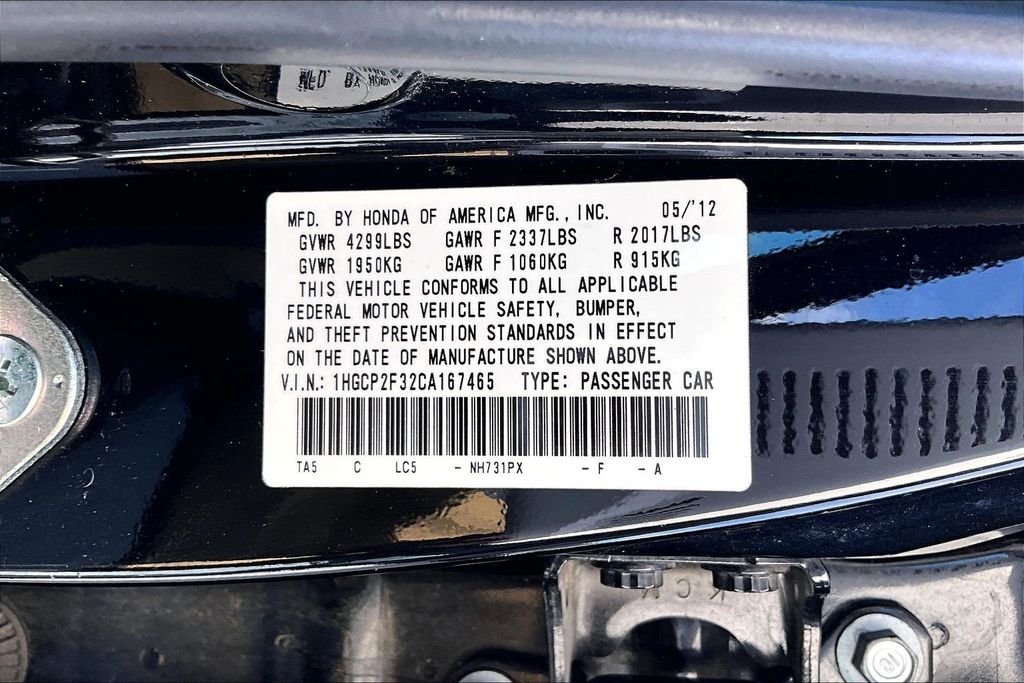 MFD. BY HONDA OF AMERICA MFG., INC. 05/'12
GVWR 4299LBS GAWR F 2337LBS R 2017LBS
GVWR 1950KG GAWR F 1060KG R 915KG
THIS VEHICLE CONFORMS TO ALL APPLICABLE
FEDERAL MOTOR VEHICLE SAFETY, BUMPER,
AND THEFT PREVENTION STANDARDS IN EFFECT
ON THE DATE OF MANUFACTURE SHOWN ABOVE.
V.I.N.: 1HGCP2F32CA167465 TYPE: PASSENGER CAR
TA5 C LC5 - NH731PX - F - A
KCK